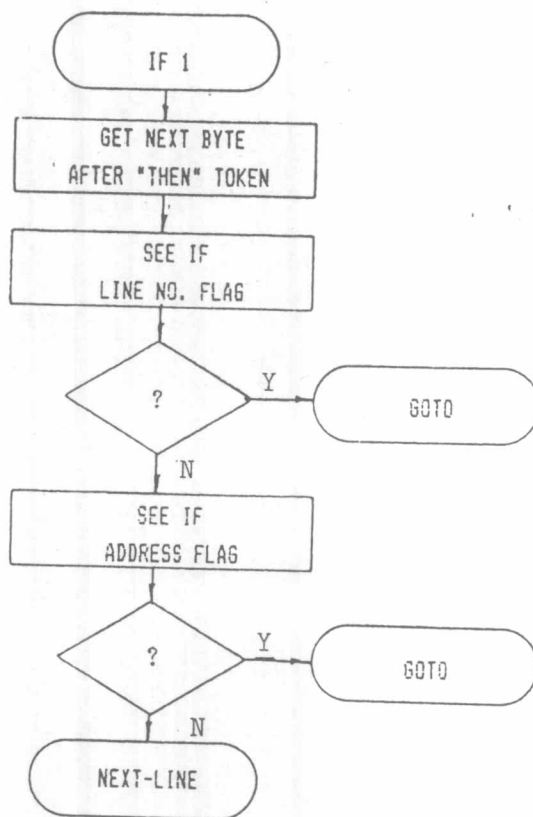 IF 1
GET NEXT BYTE
AFTER "THEN" TOKEN
SEE IF
LINE NO. FLAG
?
Y
GOTO
N
SEE IF
ADDRESS FLAG
?
Y
GOTO
N
NEXT-LINE